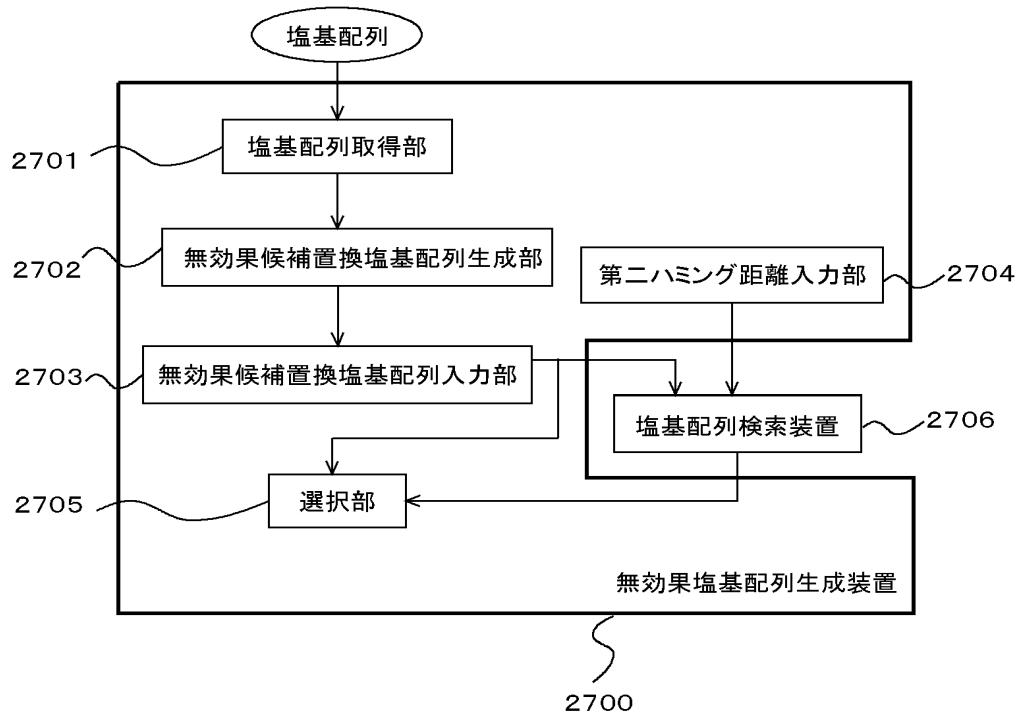 塩基配列
塩基配列取得部
2701
無効果候補置換塩基配列生成部
2702
第二ハミング距離入力部
2704
無効果候補置換塩基配列入力部
2703
塩基配列検索装置
2706
選択部
2705
無効果塩基配列生成装置
2700